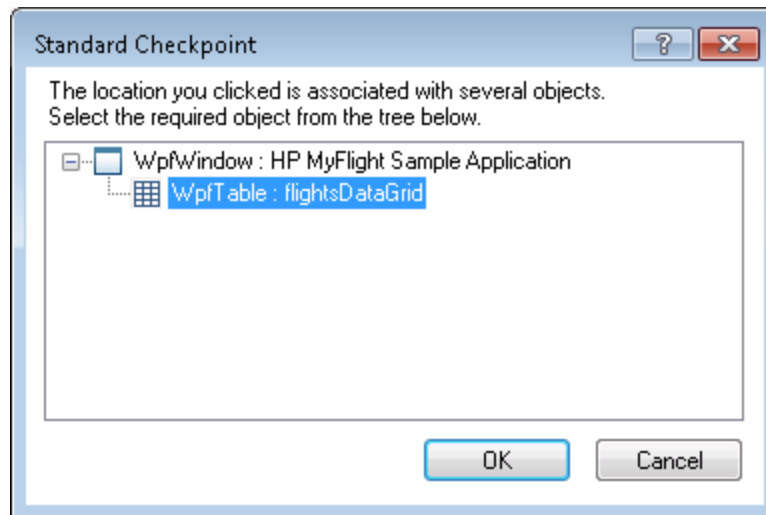 Standard Checkpoint
The location you clicked is associated with several objects.
Select the required object from the tree below.
WpfWindow : HP MyFlight Sample Application
WpfTable : flightsDataGrid
OK
Cancel